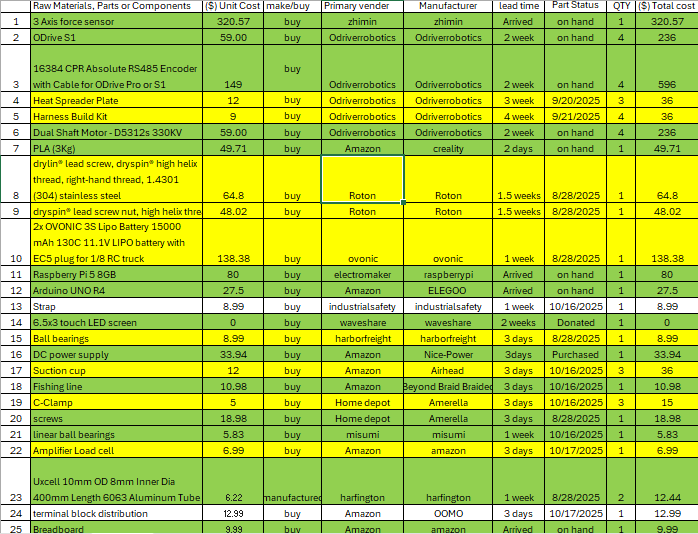 Raw Materials, Parts or Components ($) Unit Cost make/buy Primary vender Manufacturer lead time Part Status QTY ($) Total cost
1 3 Axis force sensor 320.57 buy zhimin zhimin Arrived on hand 1 320.57
2 ODrive S1 59.00 buy Odriverrobotics Odriverrobotics 2 week on hand 4 236
3 16384 CPR Absolute RS485 Encoder
with Cable for ODrive Pro or S1 149 buy Odriverrobotics Odriverrobotics 2 week on hand 4 596
4 Heat Spreader Plate 12 buy Odriverrobotics Odriverrobotics 3 week 9/20/2025 3 36
5 Harness Build Kit 9 buy Odriverrobotics Odriverrobotics 4 week 9/21/2025 4 36
6 Dual Shaft Motor - D5312s 330KV 59.00 buy Odriverrobotics Odriverrobotics 2 week on hand 4 236
7 PLA (3Kg) 49.71 buy Amazon creality 2 days on hand 1 49.71
8 drylin® lead screw, dryspin® high helix
thread, right-hand thread, 1.4301
(304) stainless steel 64.8 buy Roton Roton 1.5 weeks 8/28/2025 1 64.8
9 dryspin® lead screw nut, high helix thre 48.02 buy Roton Roton 1.5 weeks 8/28/2025 1 48.02
10 2x OVONIC 3S Lipo Battery 15000
mAh 130C 11.1V LIPO battery with
EC5 plug for 1/8 RC truck 138.38 buy ovonic ovonic 1 week 8/28/2025 1 138.38
11 Raspberry Pi 5 8GB 80 buy electromaker raspberrypi Arrived on hand 1 80
12 Arduino UNO R4 27.5 buy Amazon ELEGOO Arrived on hand 1 27.5
13 Strap 8.99 buy industrialsafety industrialsafety 1 week 10/16/2025 1 8.99
14 6.5x3 touch LED screen 0 buy waveshare waveshare 2 weeks Donated 1 0
15 Ball bearings 8.99 buy harborfreight harborfreight 3 days 8/28/2025 1 8.99
16 DC power supply 33.94 buy Amazon Nice-Power 3days Purchased 1 33.94
17 Suction cup 12 buy Amazon Airhead 3 days 10/16/2025 3 36
18 Fishing line 10.98 buy Amazon Beyond Braid Braided 3 days 10/16/2025 1 10.98
19 C-Clamp 5 buy Home depot Amerella 3 days 10/16/2025 3 15
20 screws 18.98 buy Home depot Amerella 3 days 8/28/2025 1 18.98
21 linear ball bearings 5.83 buy misumi misumi 1 week 10/16/2025 1 5.83
22 Amplifier Load cell 6.99 buy Amazon amazon 3 days 10/17/2025 1 6.99
23 Uxcell 10mm OD 8mm Inner Dia
400mm Length 6063 Aluminum Tube 6.22 manufactured harfington harfington 1 week 8/28/2025 2 12.44
24 terminal block distribution 12.99 buy Amazon OOMO 3 days 10/17/2025 1 12.99
25 Breadboard 9.99 buy Amazon amazon Arrived on hand 1 9.99